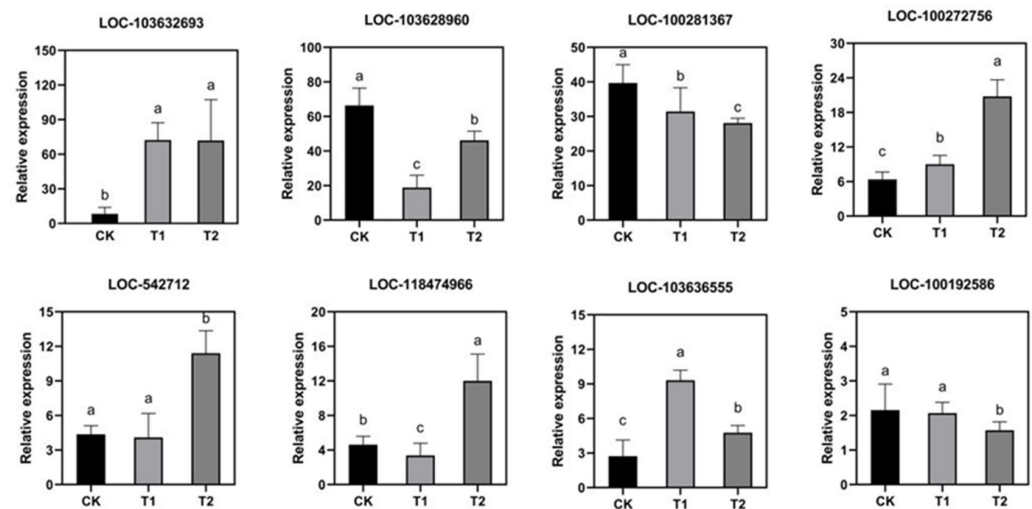 LOC-103632693
Relative expression
150
120
90
60
30
0
b
a
a
CK T1 T2
LOC-103628960
Relative expression
100
80
60
40
20
0
a
c
b
CK T1 T2
LOC-100281367
Relative expression
50
40
30
20
10
0
a
b
c
CK T1 T2
LOC-100272756
Relative expression
30
24
18
12
6
0
c
b
a
CK T1 T2
LOC-542712
Relative expression
15
12
9
6
3
0
a
a
b
CK T1 T2
LOC-118474966
Relative expression
20
16
12
8
4
0
b
c
a
CK T1 T2
LOC-103636555
Relative expression
15
12
9
6
3
0
c
a
b
CK T1 T2
LOC-100192586
Relative expression
5
4
3
2
1
0
a
a
b
CK T1 T2